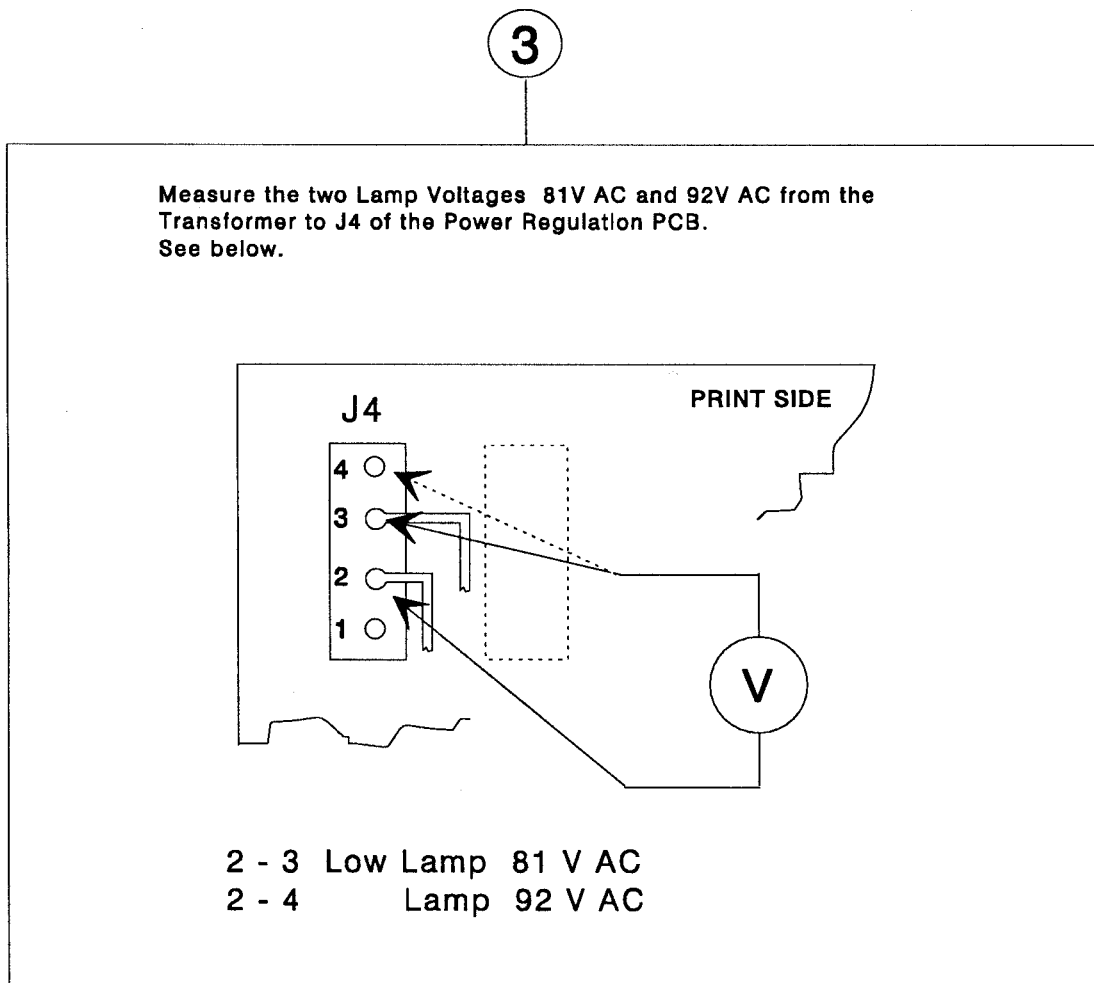 3
Measure the two Lamp Voltages 81V AC and 92V AC from the
Transformer to J4 of the Power Regulation PCB.
See below.
J4
PRINT SIDE
4
3
2
1
V
2 - 3 Low Lamp 81 V AC
2 - 4 Lamp 92 V AC